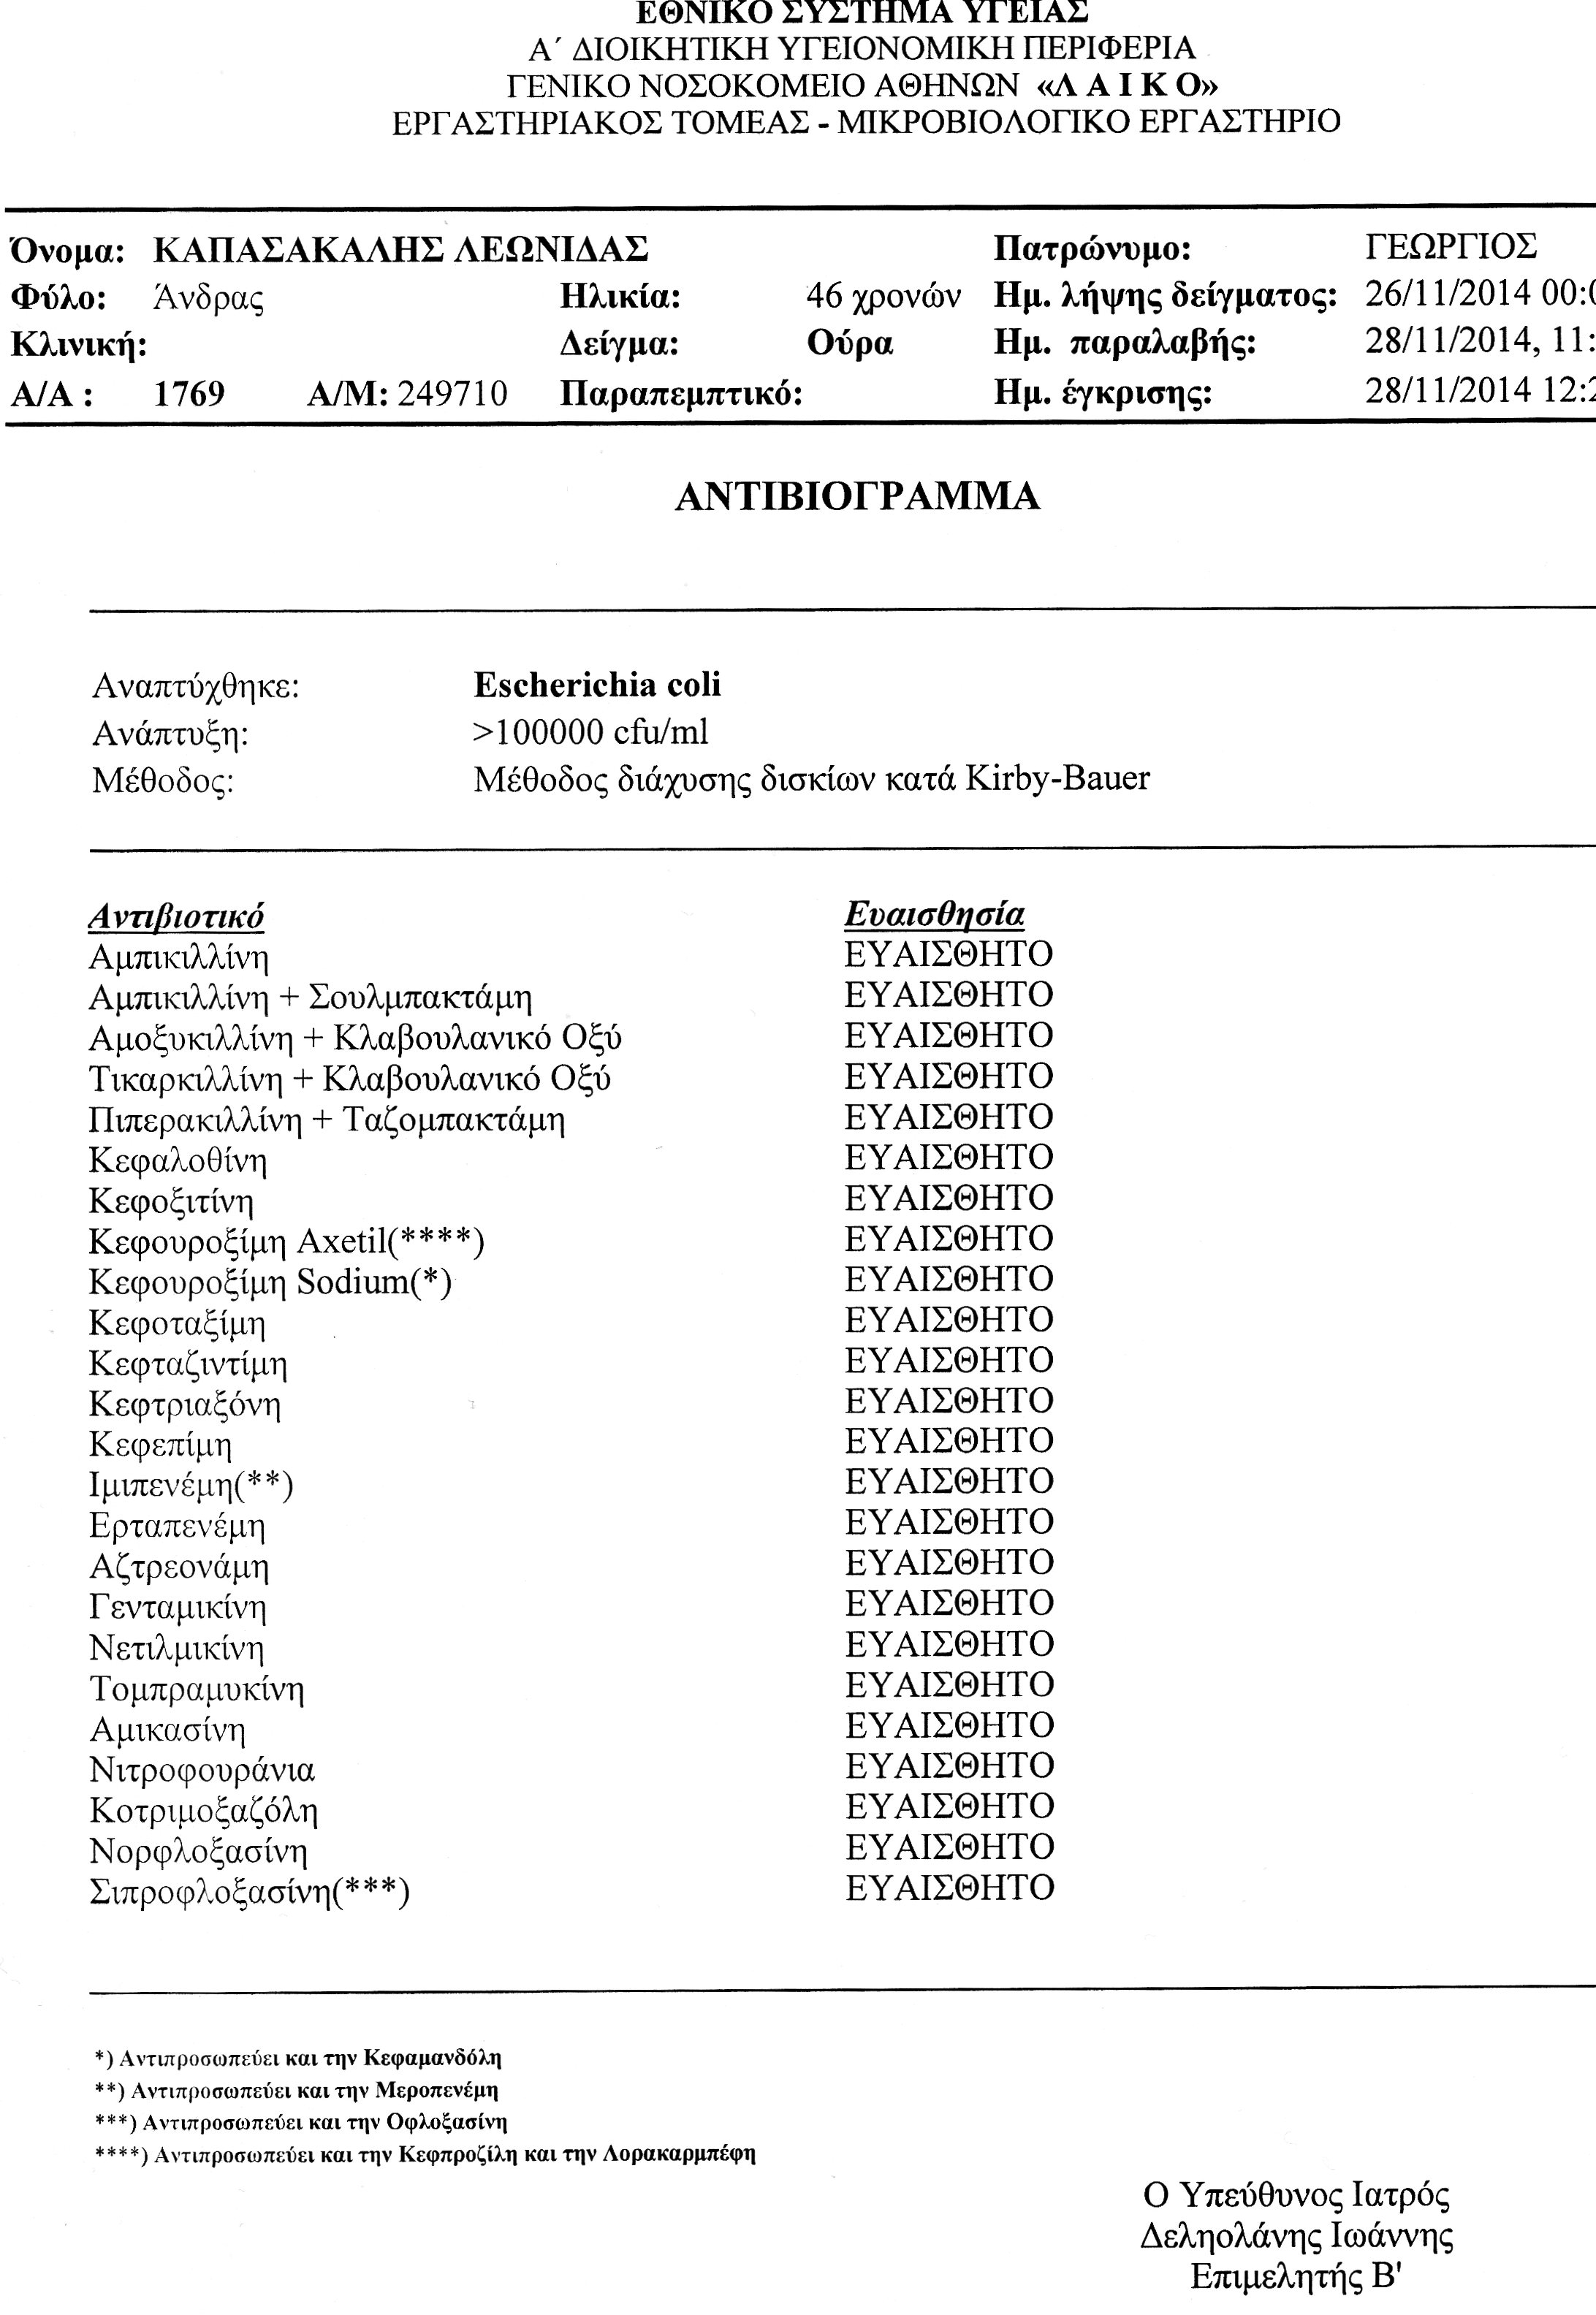 ΕΘΝΙΚΟ ΣΥΣΤΗΜΑ ΥΓΕΙΑΣ
Α΄ ΔΙΟΙΚΗΤΙΚΗ ΥΓΕΙΟΝΟΜΙΚΗ ΠΕΡΙΦΕΡΙΑ
ΓΕΝΙΚΟ ΝΟΣΟΚΟΜΕΙΟ ΑΘΗΝΩΝ «Λ Α Ι Κ Ο»
ΕΡΓΑΣΤΗΡΙΑΚΟΣ ΤΟΜΕΑΣ - ΜΙΚΡΟΒΙΟΛΟΓΙΚΟ ΕΡΓΑΣΤΗΡΙΟ
Όνομα: ΚΑΠΑΣΑΚΑΛΗΣ ΛΕΩΝΙΔΑΣ Πατρώνυμο: ΓΕΩΡΓΙΟΣ
Φύλο: Άνδρας Ηλικία: 46 χρονών Ημ. λήψης δείγματος: 26/11/2014 00:
Κλινική: Δείγμα: Ούρα Ημ. παραλαβής: 28/11/2014, 11:
Α/Α : 1769 Α/Μ: 249710 Παραπεμπτικό: Ημ. έγκρισης: 28/11/2014 12:
ΑΝΤΙΒΙΟΓΡΑΜΜΑ
Αναπτύχθηκε: Escherichia coli
Ανάπτυξη: >100000 cfu/ml
Μέθοδος: Μέθοδος διάχυσης δισκίων κατά Kirby-Bauer
Αντιβιοτικό Ευαισθησία
Αμπικιλλίνη ΕΥΑΙΣΘΗΤΟ
Αμπικιλλίνη + Σουλμπακτάμη ΕΥΑΙΣΘΗΤΟ
Αμοξυκιλλίνη + Κλαβουλανικό Οξύ ΕΥΑΙΣΘΗΤΟ
Τικαρκιλλίνη + Κλαβουλανικό Οξύ ΕΥΑΙΣΘΗΤΟ
Πιπερακιλλίνη + Ταζομπακτάμη ΕΥΑΙΣΘΗΤΟ
Κεφαλοθίνη ΕΥΑΙΣΘΗΤΟ
Κεφοξιτίνη ΕΥΑΙΣΘΗΤΟ
Κεφουροξίμη Axetil(****) ΕΥΑΙΣΘΗΤΟ
Κεφουροξίμη Sodium(*) ΕΥΑΙΣΘΗΤΟ
Κεφοταξίμη ΕΥΑΙΣΘΗΤΟ
Κεφταζιντίμη ΕΥΑΙΣΘΗΤΟ
Κεφτριαξόνη ΕΥΑΙΣΘΗΤΟ
Κεφεπίμη ΕΥΑΙΣΘΗΤΟ
Ιμιπενέμη(**) ΕΥΑΙΣΘΗΤΟ
Ερταπενέμη ΕΥΑΙΣΘΗΤΟ
Αζτρεονάμη ΕΥΑΙΣΘΗΤΟ
Γενταμικίνη ΕΥΑΙΣΘΗΤΟ
Νετιλμικίνη ΕΥΑΙΣΘΗΤΟ
Τομπραμυκίνη ΕΥΑΙΣΘΗΤΟ
Αμικασίνη ΕΥΑΙΣΘΗΤΟ
Νιτροφουράνια ΕΥΑΙΣΘΗΤΟ
Κοτριμοξαζόλη ΕΥΑΙΣΘΗΤΟ
Νορφλοξασίνη ΕΥΑΙΣΘΗΤΟ
Σιπροφλοξασίνη(***) ΕΥΑΙΣΘΗΤΟ
*) Αντιπροσωπεύει και την Κεφαμανδόλη
**) Αντιπροσωπεύει και την Μεροπενέμη
***) Αντιπροσωπεύει και την Οφλοξασίνη
****) Αντιπροσωπεύει και την Κεφπροζίλη και την Λορακαρμπέφη
Ο Υπεύθυνος Ιατρός
Δεληολάνης Ιωάννης
Επιμελητής Β'